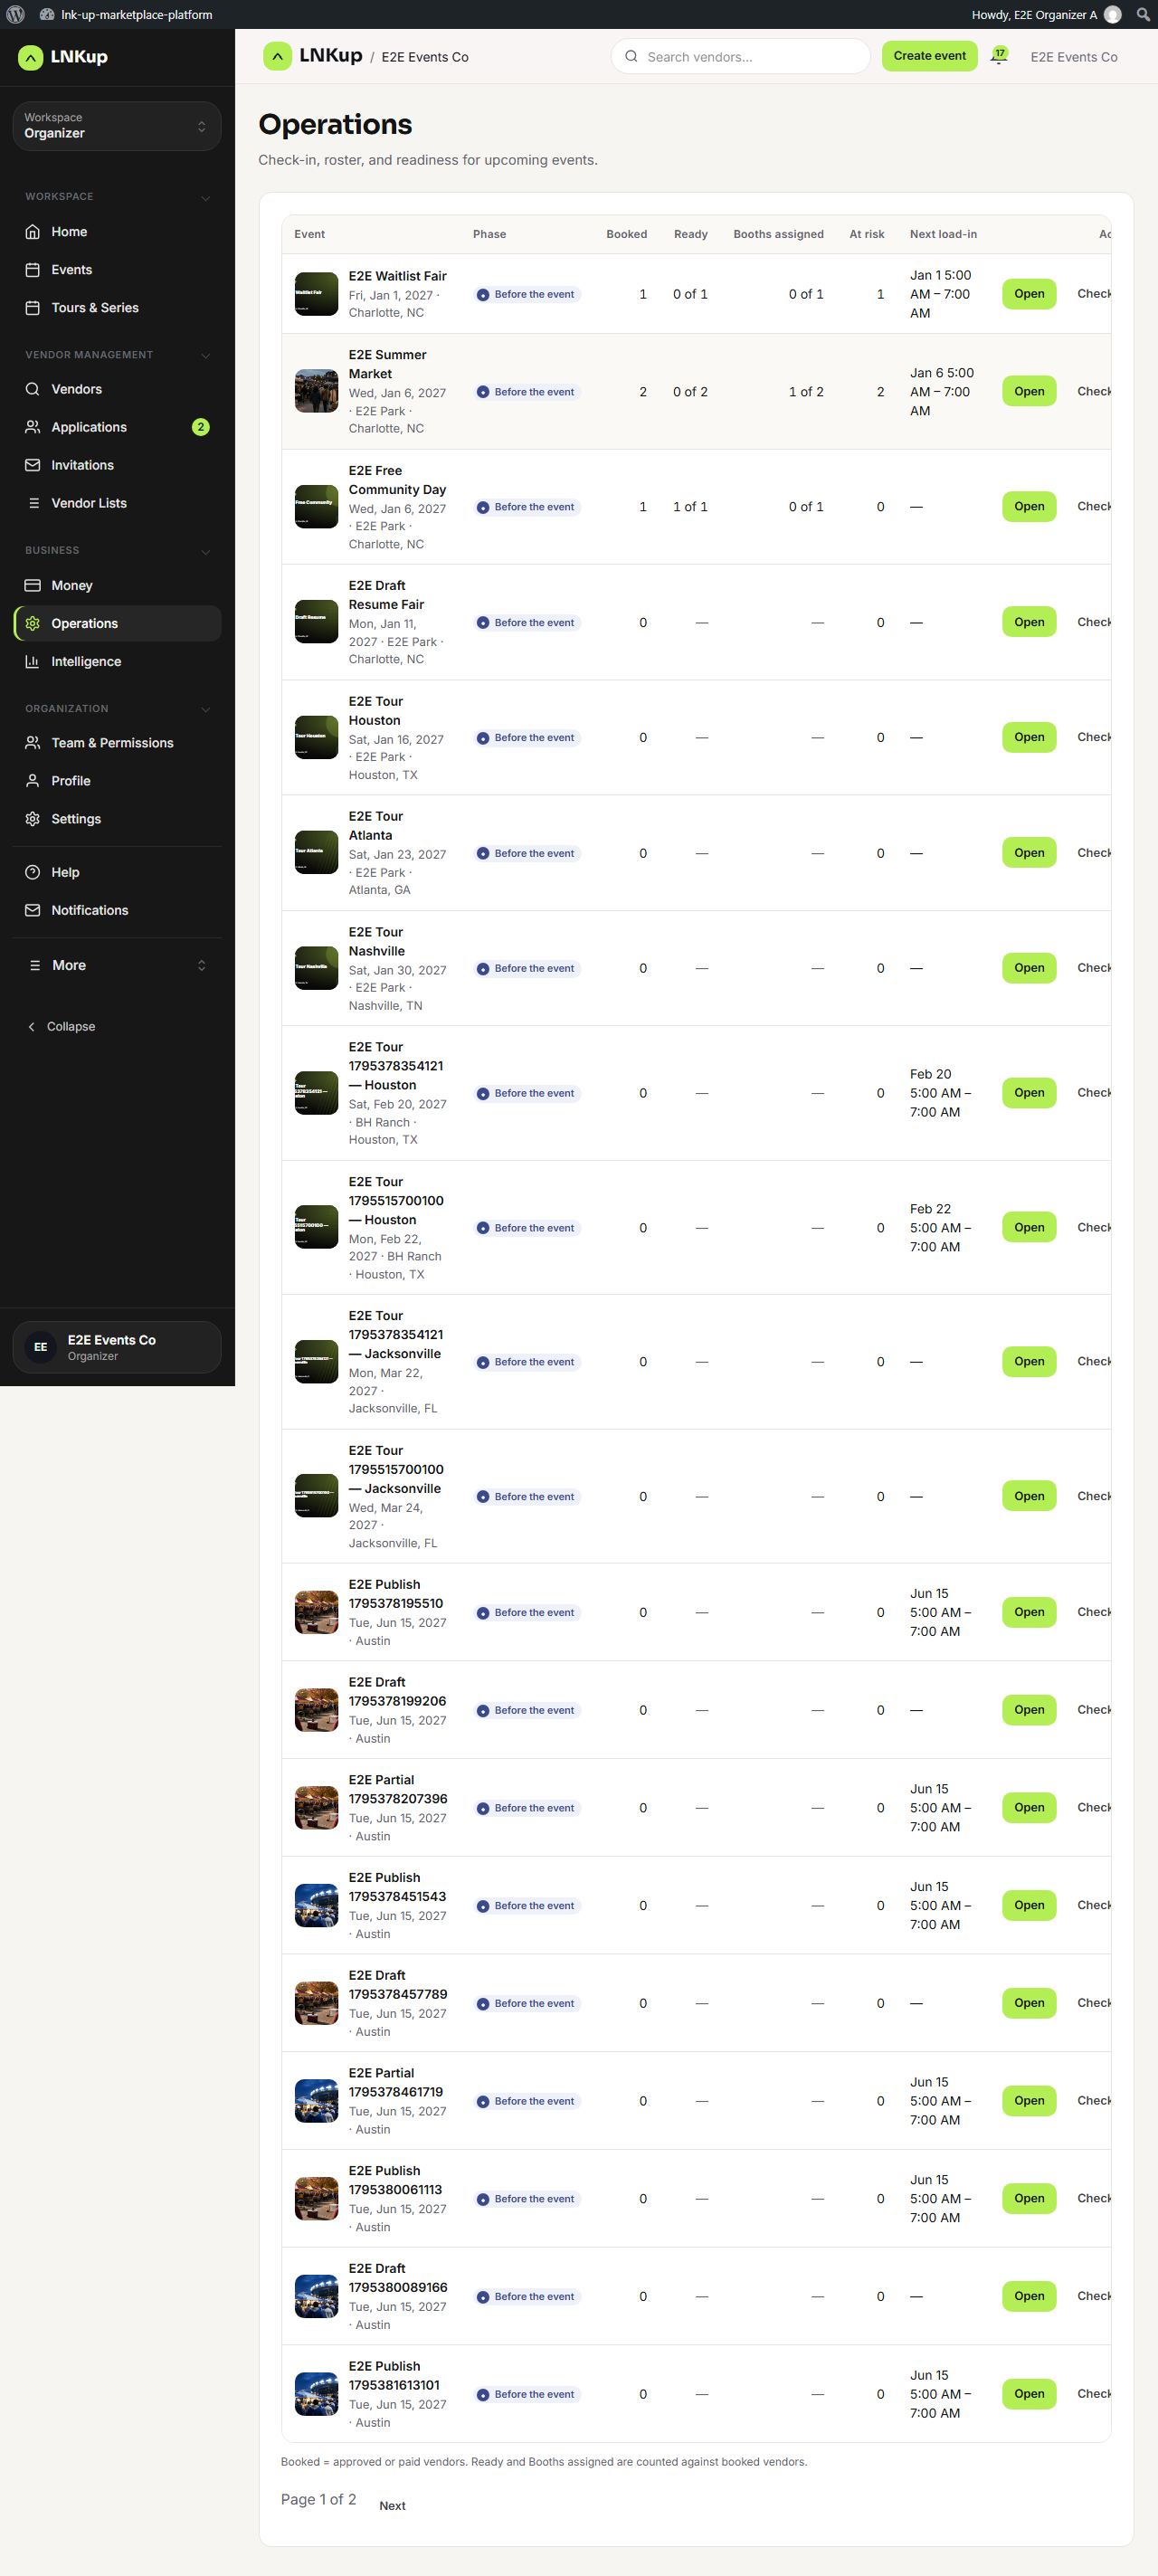 lnk-up-marketplace-platform
Howdy, E2E Organizer A
LNKup
LNKup / E2E Events Co
Search vendors...
Create event
17
E2E Events Co
Workspace
Organizer
WORKSPACE
Home
Events
Tours & Series
VENDOR MANAGEMENT
Vendors
Applications 2
Invitations
Vendor Lists
BUSINESS
Money
Operations
Intelligence
ORGANIZATION
Team & Permissions
Profile
Settings
Help
Notifications
More
Collapse
EE
E2E Events Co
Organizer
Operations
Check-in, roster, and readiness for upcoming events.
Event Phase Booked Ready Booths assigned At risk Next load-in
E2E Waitlist Fair
Fri, Jan 1, 2027 ·
Charlotte, NC
Before the event 1 0 of 1 0 of 1 1
Jan 1 5:00
AM – 7:00
AM
Open Check
E2E Summer
Market
Wed, Jan 6, 2027
· E2E Park ·
Charlotte, NC
Before the event 2 0 of 2 1 of 2 2
Jan 6 5:00
AM – 7:00
AM
Open Check
E2E Free
Community Day
Wed, Jan 6, 2027
· E2E Park ·
Charlotte, NC
Before the event 1 1 of 1 0 of 1 0 —
Open Check
E2E Draft
Resume Fair
Mon, Jan 11,
2027 · E2E Park ·
Charlotte, NC
Before the event 0 — — 0 —
Open Check
E2E Tour
Houston
Sat, Jan 16, 2027
· E2E Park ·
Houston, TX
Before the event 0 — — 0 —
Open Check
E2E Tour
Atlanta
Sat, Jan 23, 2027
· E2E Park ·
Atlanta, GA
Before the event 0 — — 0 —
Open Check
E2E Tour
Nashville
Sat, Jan 30, 2027
· E2E Park ·
Nashville, TN
Before the event 0 — — 0 —
Open Check
E2E Tour
1795378354121
— Houston
Sat, Feb 20, 2027
· BH Ranch ·
Houston, TX
Before the event 0 — — 0
Feb 20
5:00 AM –
7:00 AM
Open Check
E2E Tour
1795515700100
— Houston
Mon, Feb 22,
2027 · BH Ranch
· Houston, TX
Before the event 0 — — 0
Feb 22
5:00 AM –
7:00 AM
Open Check
E2E Tour
1795378354121
— Jacksonville
Mon, Mar 22,
2027 ·
Jacksonville, FL
Before the event 0 — — 0 —
Open Check
E2E Tour
1795515700100
— Jacksonville
Wed, Mar 24,
2027 ·
Jacksonville, FL
Before the event 0 — — 0 —
Open Check
E2E Publish
1795378195510
Tue, Jun 15, 2027
· Austin
Before the event 0 — — 0
Jun 15
5:00 AM –
7:00 AM
Open Check
E2E Draft
1795378199206
Tue, Jun 15, 2027
· Austin
Before the event 0 — — 0 —
Open Check
E2E Partial
1795378207396
Tue, Jun 15, 2027
· Austin
Before the event 0 — — 0
Jun 15
5:00 AM –
7:00 AM
Open Check
E2E Publish
1795378451543
Tue, Jun 15, 2027
· Austin
Before the event 0 — — 0
Jun 15
5:00 AM –
7:00 AM
Open Check
E2E Draft
1795378457789
Tue, Jun 15, 2027
· Austin
Before the event 0 — — 0 —
Open Check
E2E Partial
1795378461719
Tue, Jun 15, 2027
· Austin
Before the event 0 — — 0
Jun 15
5:00 AM –
7:00 AM
Open Check
E2E Publish
1795380061113
Tue, Jun 15, 2027
· Austin
Before the event 0 — — 0
Jun 15
5:00 AM –
7:00 AM
Open Check
E2E Draft
1795380089166
Tue, Jun 15, 2027
· Austin
Before the event 0 — — 0 —
Open Check
E2E Publish
1795381613101
Tue, Jun 15, 2027
· Austin
Before the event 0 — — 0
Jun 15
5:00 AM –
7:00 AM
Open Check
Booked = approved or paid vendors. Ready and Booths assigned are counted against booked vendors.
Page 1 of 2 Next